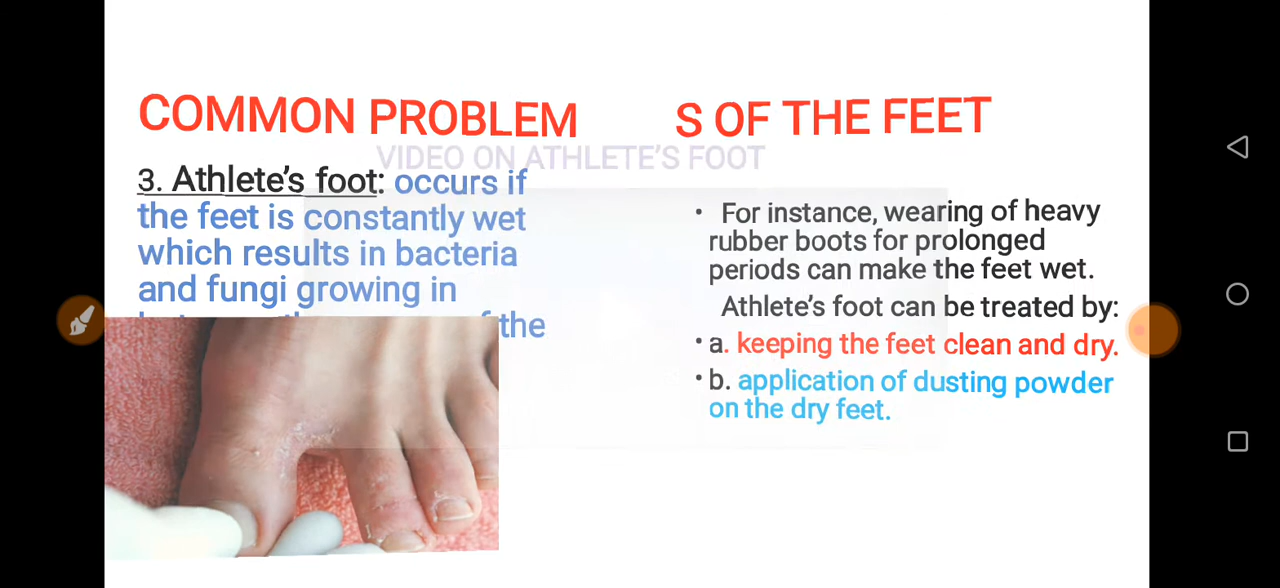 COMMON PROBLEM S OF THE FEET
VIDEO ON ATHLETE'S FOOT
3. Athlete's foot: occurs if
the feet is constantly wet
which results in bacteria
and fungi growing in
the
• For instance, wearing of heavy
rubber boots for prolonged
periods can make the feet wet.
Athlete's foot can be treated by:
• a. keeping the feet clean and dry.
• b. application of dusting powder
on the dry feet.